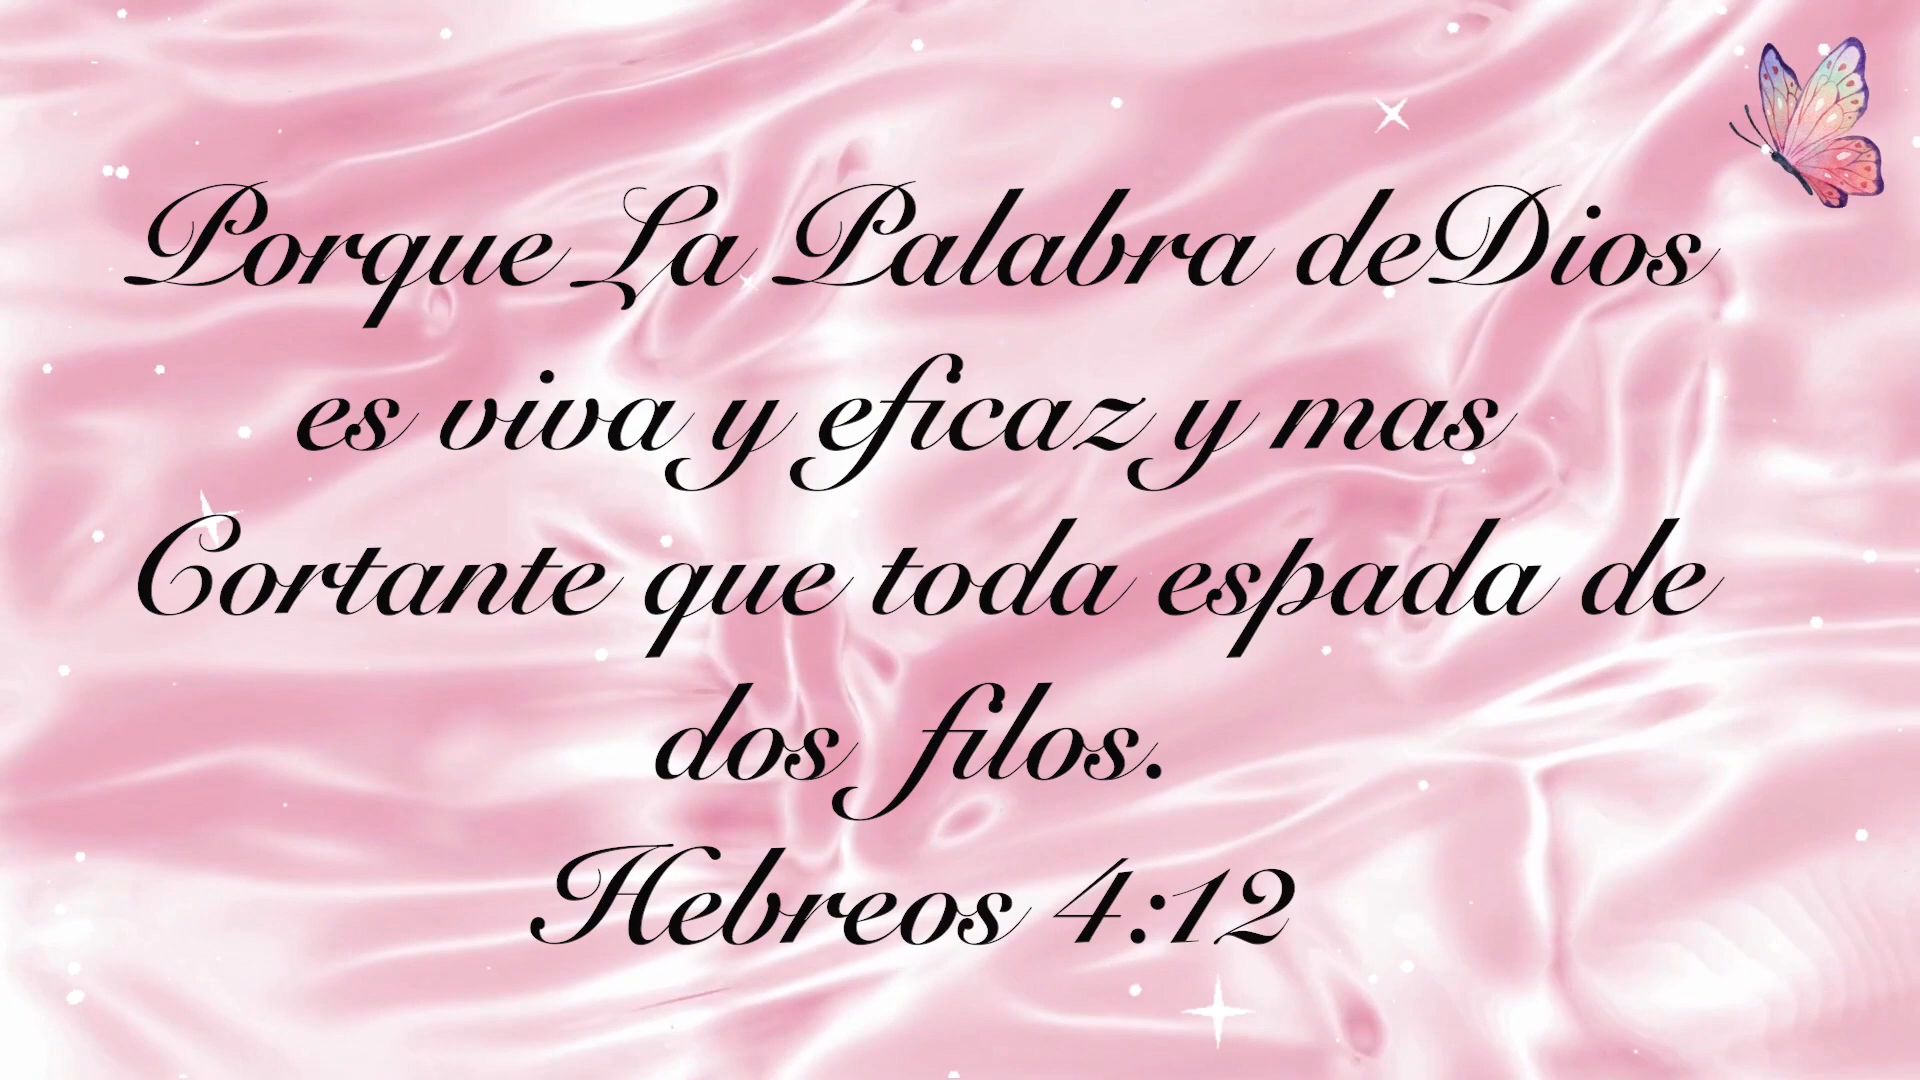 Porque La Palabra deDios
es viva y eficaz y mas
Cortante que toda espada de
dos filos.
Hebreos 4:12